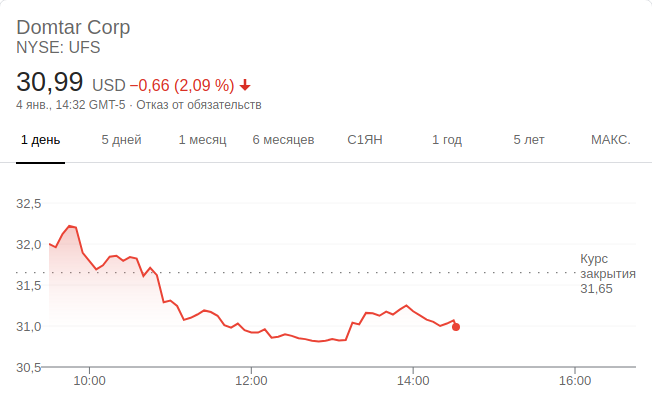 Domtar Corp
NYSE: UFS
30,99 USD −0,66 (2,09 %)
4 янв., 14:32 GMT-5 · Отказ от обязательств
1 день 5 дней 1 месяц 6 месяцев С1ЯН 1 год 5 лет МАКС.
32,5
32,0
Курс
закрытия
31,65
31,5
31,0
30,5
10:00 12:00 14:00 16:00